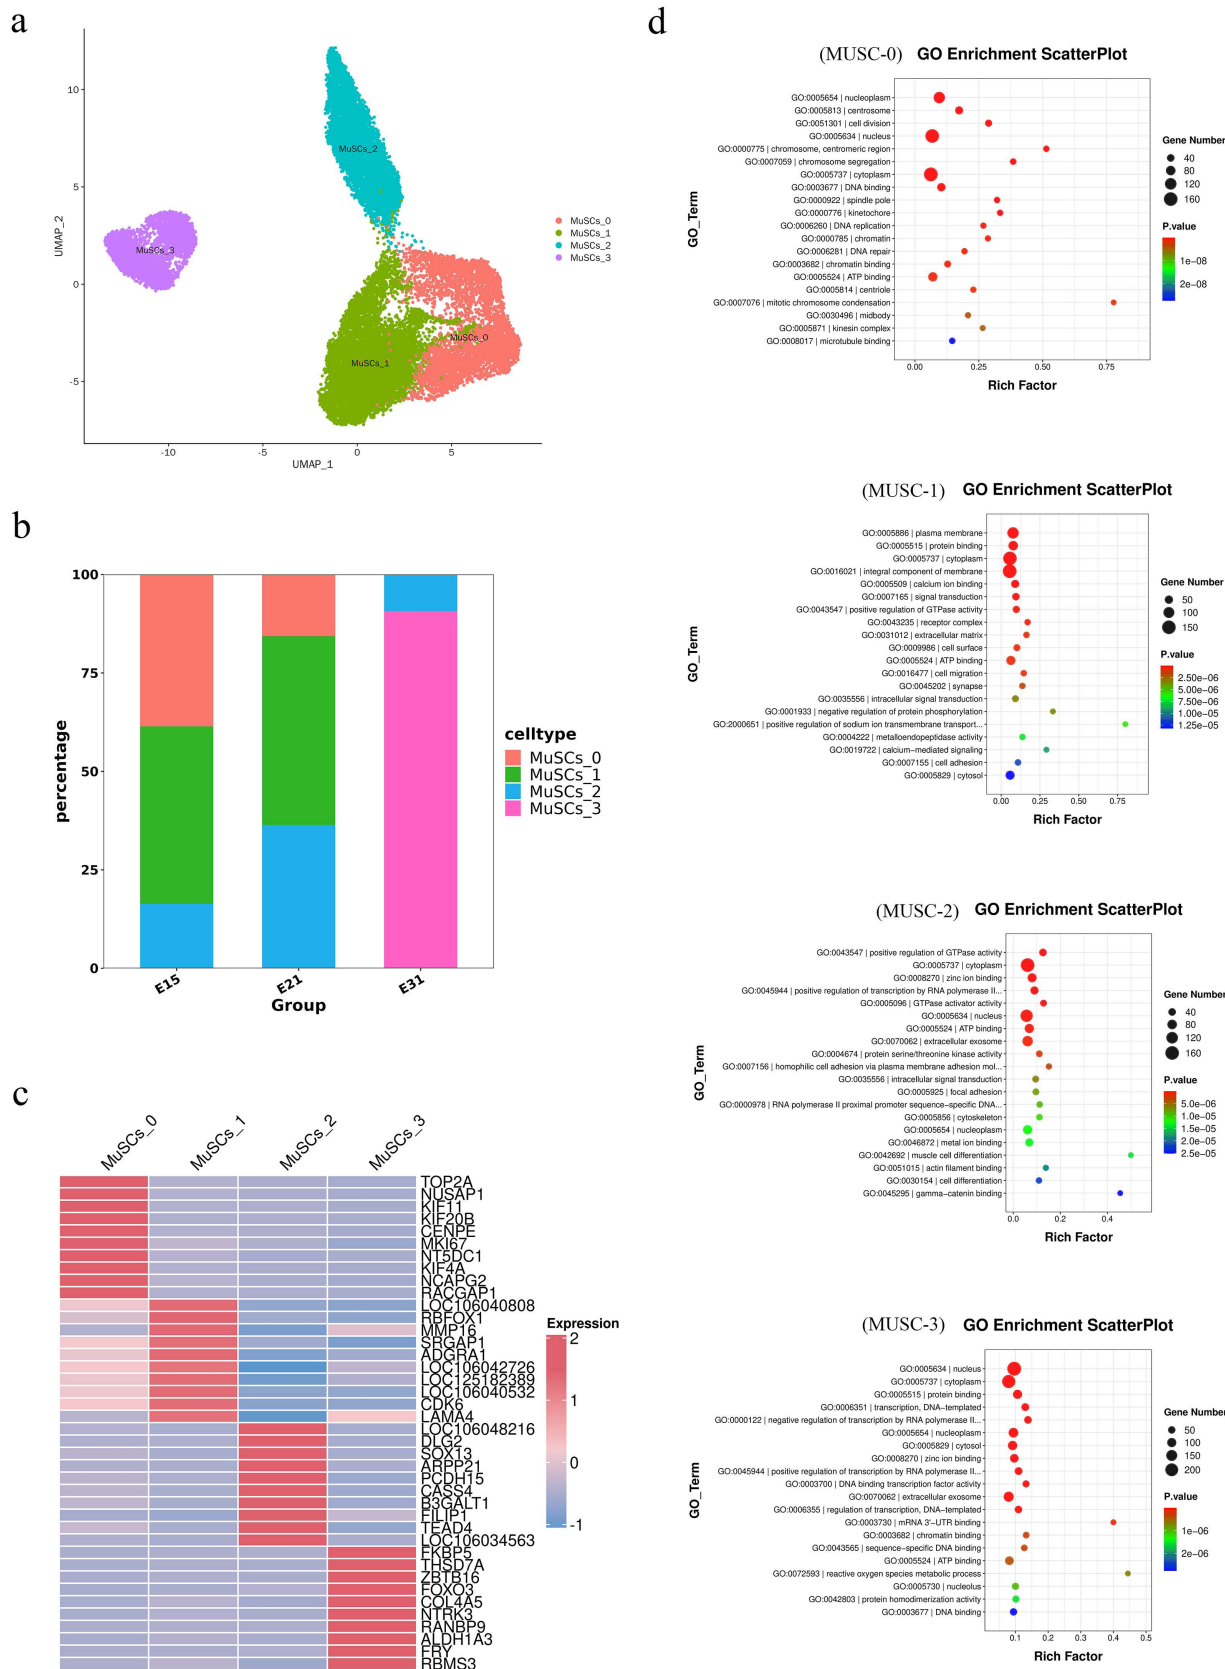 a
10
5
0
-5
-10
-5
0
5
UMAP_2
UMAP_1
MuSCs_2
MuSCs_3
MuSCs_0
MuSCs_1
MuSCs_0
MuSCs_1
MuSCs_2
MuSCs_3
b
100
75
50
25
0
percentage
E15
E21
E31
Group
celltype
MuSCs_0
MuSCs_1
MuSCs_2
MuSCs_3
c
MuSCs_0
MuSCs_1
MuSCs_2
MuSCs_3
TOP2A
NUSAP1
KIF11
KIF20B
CENPE
MKI67
NT5DC1
KIF4A
NCAPG2
RACGAP1
LOC106040808
RBFOX1
MMP16
SRGAP1
ADGRA1
LOC106042726
LOC125182389
LOC106040532
CDK6
LAMA4
LOC106048216
DLG2
SOX13
ARPP21
PCDH15
CASS4
B3GALT1
FILIP1
TEAD4
LOC106034563
FKBP5
THSD7A
ZBTB16
FOXO3
COL4A5
NTRK3
RANBP9
ALDH1A3
FRY
RBMS3
Expression
2
1
0
-1
d
(MUSC-0) GO Enrichment ScatterPlot
GO:0005654 | nucleoplasm
GO:0005813 | centrosome
GO:0051301 | cell division
GO:0005634 | nucleus
GO:0000775 | chromosome, centromeric region
GO:0007059 | chromosome segregation
GO:0005737 | cytoplasm
GO:0003677 | DNA binding
GO:0000922 | spindle pole
GO:0000776 | kinetochore
GO:0006260 | DNA replication
GO:0000785 | chromatin
GO:0006281 | DNA repair
GO:0003682 | chromatin binding
GO:0005524 | ATP binding
GO:0005814 | centriole
GO:0007076 | mitotic chromosome condensation
GO:0030496 | midbody
GO:0005871 | kinesin complex
GO:0008017 | microtubule binding
GO_Term
0.00 0.25 0.50 0.75
Rich Factor
Gene Number
40
80
120
160
P.value
1e-08
2e-08
(MUSC-1) GO Enrichment ScatterPlot
GO:0005886 | plasma membrane
GO:0005515 | protein binding
GO:0005737 | cytoplasm
GO:0016021 | integral component of membrane
GO:0005509 | calcium ion binding
GO:0007165 | signal transduction
GO:0043547 | positive regulation of GTPase activity
GO:0043235 | receptor complex
GO:0031012 | extracellular matrix
GO:0009986 | cell surface
GO:0005524 | ATP binding
GO:0016477 | cell migration
GO:0045202 | synapse
GO:0035556 | intracellular signal transduction
GO:0001933 | negative regulation of protein phosphorylation
GO:2000651 | positive regulation of sodium ion transmembrane transport...
GO:0004222 | metalloendopeptidase activity
GO:0019722 | calcium-mediated signaling
GO:0007155 | cell adhesion
GO:0005829 | cytosol
GO_Term
0.00 0.25 0.50 0.75
Rich Factor
Gene Number
50
100
150
P.value
2.50e-06
5.00e-06
7.50e-06
1.00e-05
1.25e-05
(MUSC-2) GO Enrichment ScatterPlot
GO:0043547 | positive regulation of GTPase activity
GO:0005737 | cytoplasm
GO:0008270 | zinc ion binding
GO:0045944 | positive regulation of transcription by RNA polymerase II...
GO:0005096 | GTPase activator activity
GO:0005634 | nucleus
GO:0005524 | ATP binding
GO:0070062 | extracellular exosome
GO:0004674 | protein serine/threonine kinase activity
GO:0007156 | homophilic cell adhesion via plasma membrane adhesion mol...
GO:0035556 | intracellular signal transduction
GO:0005925 | focal adhesion
GO:0000978 | RNA polymerase II proximal promoter sequence-specific DNA...
GO:0005856 | cytoskeleton
GO:0005654 | nucleoplasm
GO:0046872 | metal ion binding
GO:0042692 | muscle cell differentiation
GO:0051015 | actin filament binding
GO:0030154 | cell differentiation
GO:0045295 | gamma-catenin binding
GO_Term
0.0 0.2 0.4
Rich Factor
Gene Number
40
80
120
160
P.value
5.0e-06
1.0e-05
1.5e-05
2.0e-05
2.5e-05
(MUSC-3) GO Enrichment ScatterPlot
GO:0005634 | nucleus
GO:0005737 | cytoplasm
GO:0005515 | protein binding
GO:0006351 | transcription, DNA-templated
GO:0000122 | negative regulation of transcription by RNA polymerase II...
GO:0005654 | nucleoplasm
GO:0005829 | cytosol
GO:0008270 | zinc ion binding
GO:0045944 | positive regulation of transcription by RNA polymerase II...
GO:0003700 | DNA binding transcription factor activity
GO:0070062 | extracellular exosome
GO:0006355 | regulation of transcription, DNA-templated
GO:0003730 | mRNA 3'-UTR binding
GO:0003682 | chromatin binding
GO:0043565 | sequence-specific DNA binding
GO:0005524 | ATP binding
GO:0072593 | reactive oxygen species metabolic process
GO:0005730 | nucleolus
GO:0042803 | protein homodimerization activity
GO:0003677 | DNA binding
GO_Term
0.1 0.2 0.3 0.4 0.5
Rich Factor
Gene Number
50
100
150
200
P.value
1e-06
2e-06